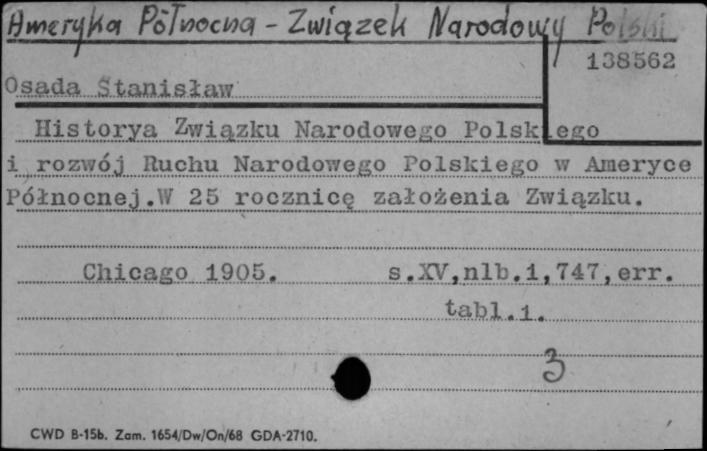 Ameryka Północna - Związek Narodowy Polski
138562
Osada Stanisław
Historya Związku Narodowego Polskiego
i rozwój Ruchu Narodowego Polskiego w Ameryce
Północnej.W 25 rocznicę założenia Związku.
Chicago 1905. s.XV,nlb.1,747,err.
tabl.1.
3
CWD B-15b. Zam. 1654/Dw/On/68 GDA-2710.